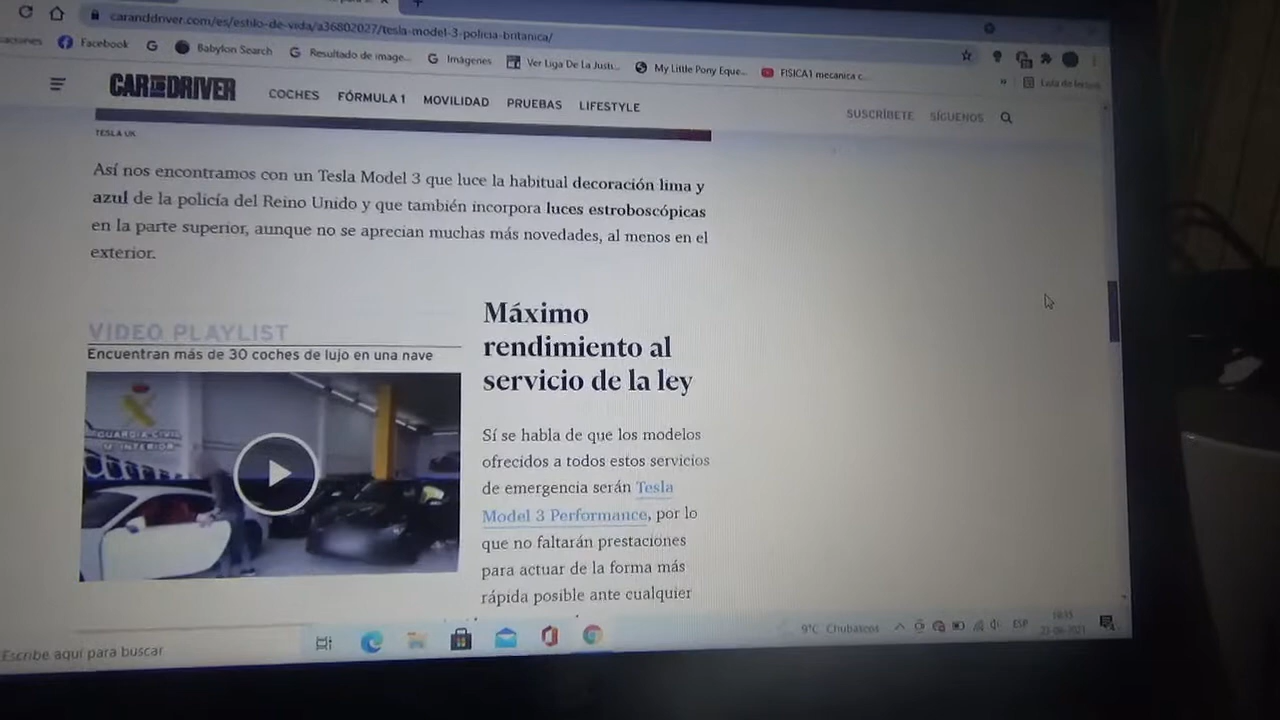 caranddriver.com/es/estilo-de-vida/a36802027/tesla-model-3-policia-britanica/
Facebook
G
Babylon Search
G Resultado de image...
G Imágenes
Ver Liga De La Justi...
My Little Pony Eque...
FISICA1 mecanica c...
»
Lista de lectura
CAR AND DRIVER
COCHES FÓRMULA 1 MOVILIDAD PRUEBAS LIFESTYLE
SUSCRÍBETE SÍGUENOS
TESLA UK
Así nos encontramos con un Tesla Model 3 que luce la habitual decoración lima y
azul de la policía del Reino Unido y que también incorpora luces estroboscópicas
en la parte superior, aunque no se aprecian muchas más novedades, al menos en el
exterior.
VIDEO PLAYLIST
Encuentran más de 30 coches de lujo en una nave
GUARDIA CIVIL
Máximo
rendimiento al
servicio de la ley
Sí se habla de que los modelos
ofrecidos a todos estos servicios
de emergencia serán Tesla
Model 3 Performance, por lo
que no faltarán prestaciones
para actuar de la forma más
rápida posible ante cualquier
Escribe aquí para buscar
9°C Chubascos
ESP